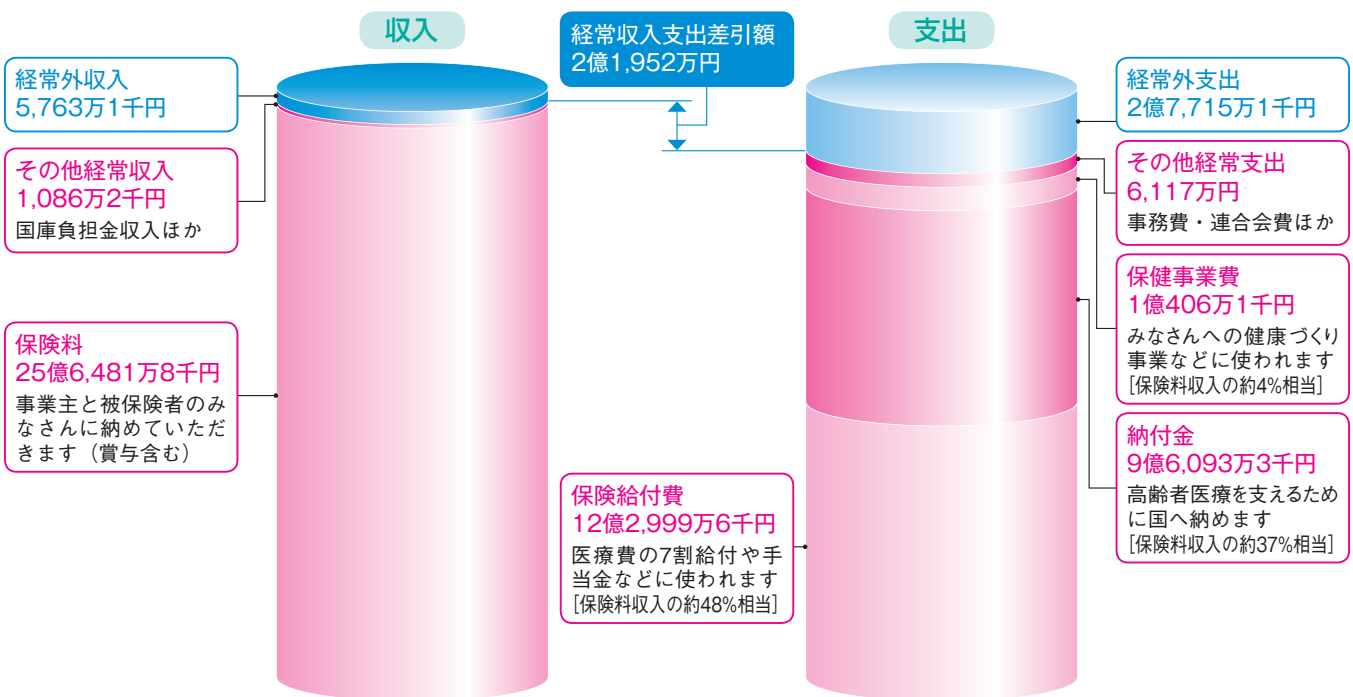 収入
経常外収入
5,763万1千円
その他経常収入
1,086万2千円
国庫負担金収入ほか
保険料
25億6,481万8千円
事業主と被保険者のみ
なさんに納めていただ
きます（賞与含む）
経常収入支出差引額
2億1,952万円
支出
経常外支出
2億7,715万1千円
その他経常支出
6,117万円
事務費・連合会費ほか
保健事業費
1億406万1千円
みなさんへの健康づくり
事業などに使われます
［保険料収入の約4%相当］
納付金
9億6,093万3千円
高齢者医療を支えるため
に国へ納めます
［保険料収入の約37%相当］
保険給付費
12億2,999万6千円
医療費の7割給付や手
当金などに使われます
［保険料収入の約48%相当］